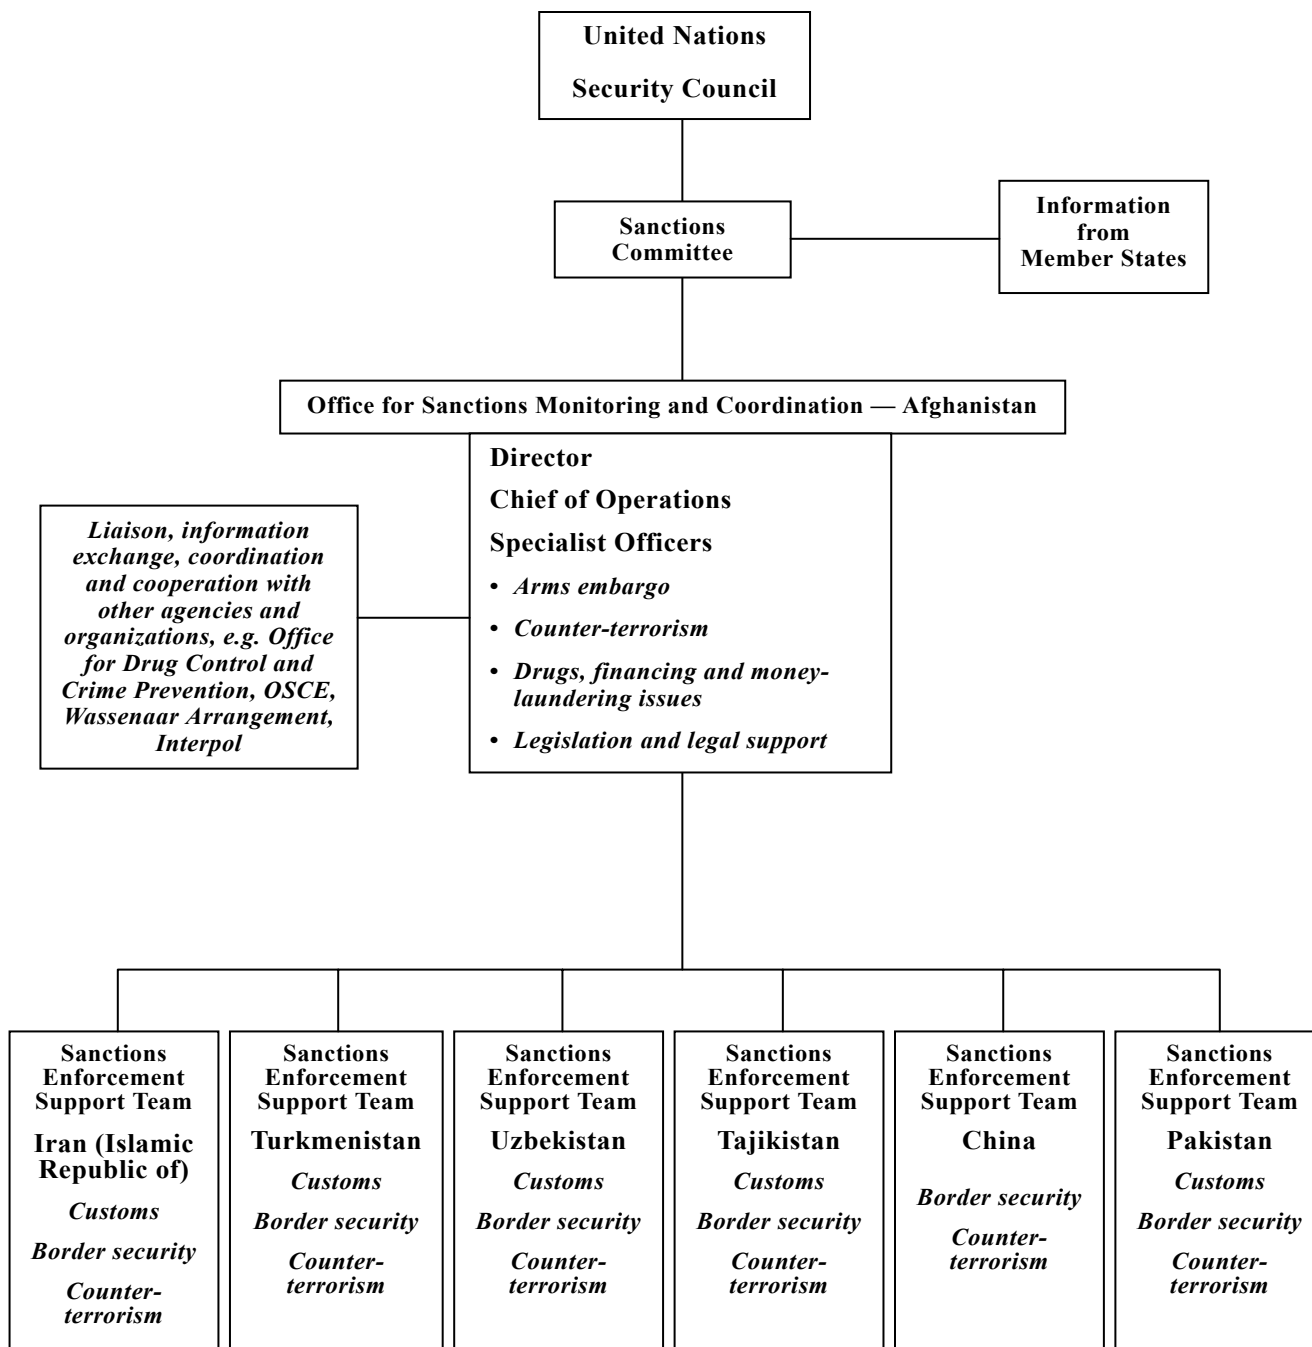 United Nations
Security Council
Sanctions
Committee
Information
from
Member States
Office for Sanctions Monitoring and Coordination — Afghanistan
Director
Chief of Operations
Specialist Officers
• Arms embargo
• Counter-terrorism
• Drugs, financing and money-
laundering issues
• Legislation and legal support
Liaison, information
exchange, coordination
and cooperation with
other agencies and
organizations, e.g. Office
for Drug Control and
Crime Prevention, OSCE,
Wassenaar Arrangement,
Interpol
Sanctions
Enforcement
Support Team
Iran (Islamic
Republic of)
Customs
Border security
Counter-
terrorism
Sanctions
Enforcement
Support Team
Turkmenistan
Customs
Border security
Counter-
terrorism
Sanctions
Enforcement
Support Team
Uzbekistan
Customs
Border security
Counter-
terrorism
Sanctions
Enforcement
Support Team
Tajikistan
Customs
Border security
Counter-
terrorism
Sanctions
Enforcement
Support Team
China
Border security
Counter-
terrorism
Sanctions
Enforcement
Support Team
Pakistan
Customs
Border security
Counter-
terrorism